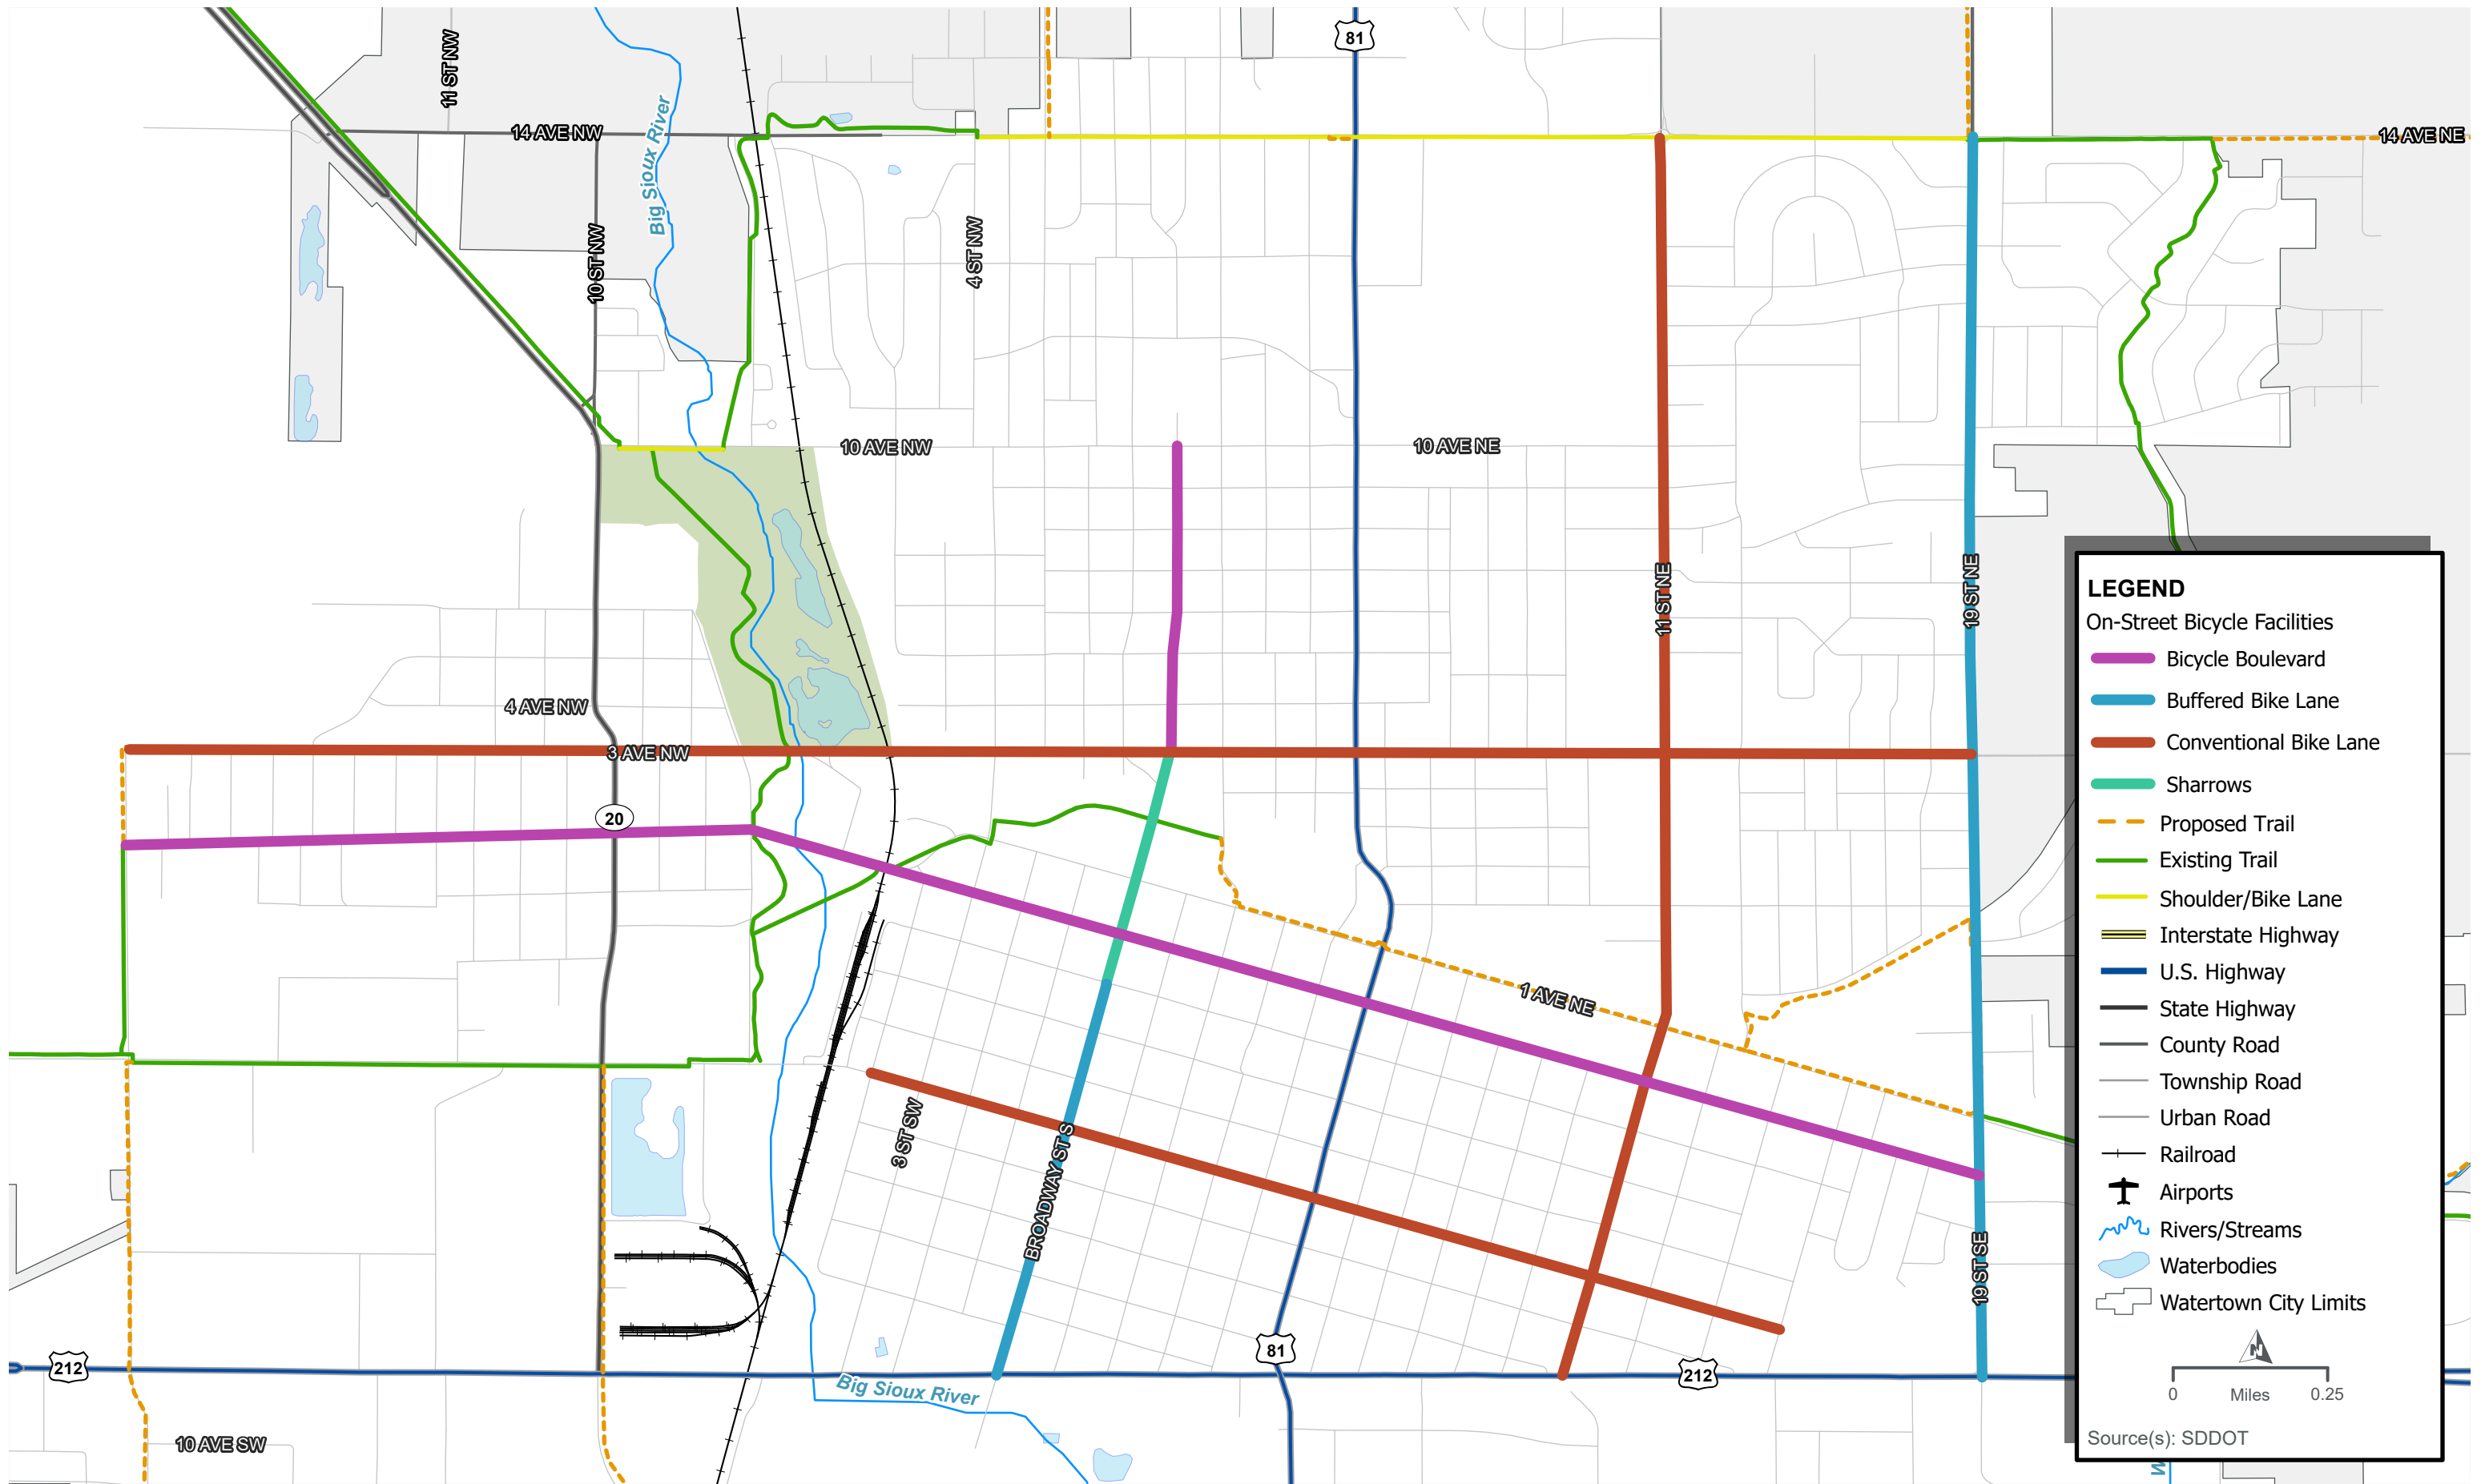 81
11 ST NW
14 AVE NW
14 AVE NE
Big Sioux River
10 ST NW
4 ST NW
10 AVE NW
10 AVE NE
11 ST NE
19 ST NE
4 AVE NW
3 AVE NW
20
1 AVE NE
3 ST SW
BROADWAY ST S
19 ST SE
81
212
212
Big Sioux River
10 AVE SW
LEGEND
On-Street Bicycle Facilities
Bicycle Boulevard
Buffered Bike Lane
Conventional Bike Lane
Sharrows
Proposed Trail
Existing Trail
Shoulder/Bike Lane
Interstate Highway
U.S. Highway
State Highway
County Road
Township Road
Urban Road
Railroad
Airports
Rivers/Streams
Waterbodies
Watertown City Limits
N
0 Miles 0.25
Source(s): SDDOT